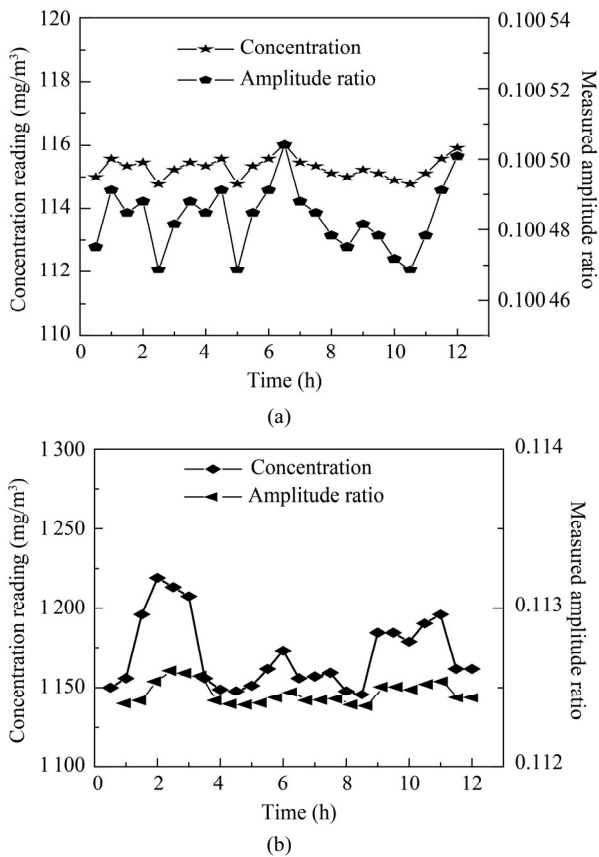 120
118
116
114
112
110
Concentration reading (mg/m³)
Concentration
Amplitude ratio
0.100 54
0.100 52
0.100 50
0.100 48
0.100 46
Measured amplitude ratio
0 2 4 6 8 10 12
Time (h)
(a)
1 300
1 250
1 200
1 150
1 100
Concentration reading (mg/m³)
Concentration
Amplitude ratio
0.114
0.113
0.112
Measured amplitude ratio
0 2 4 6 8 10 12
Time (h)
(b)